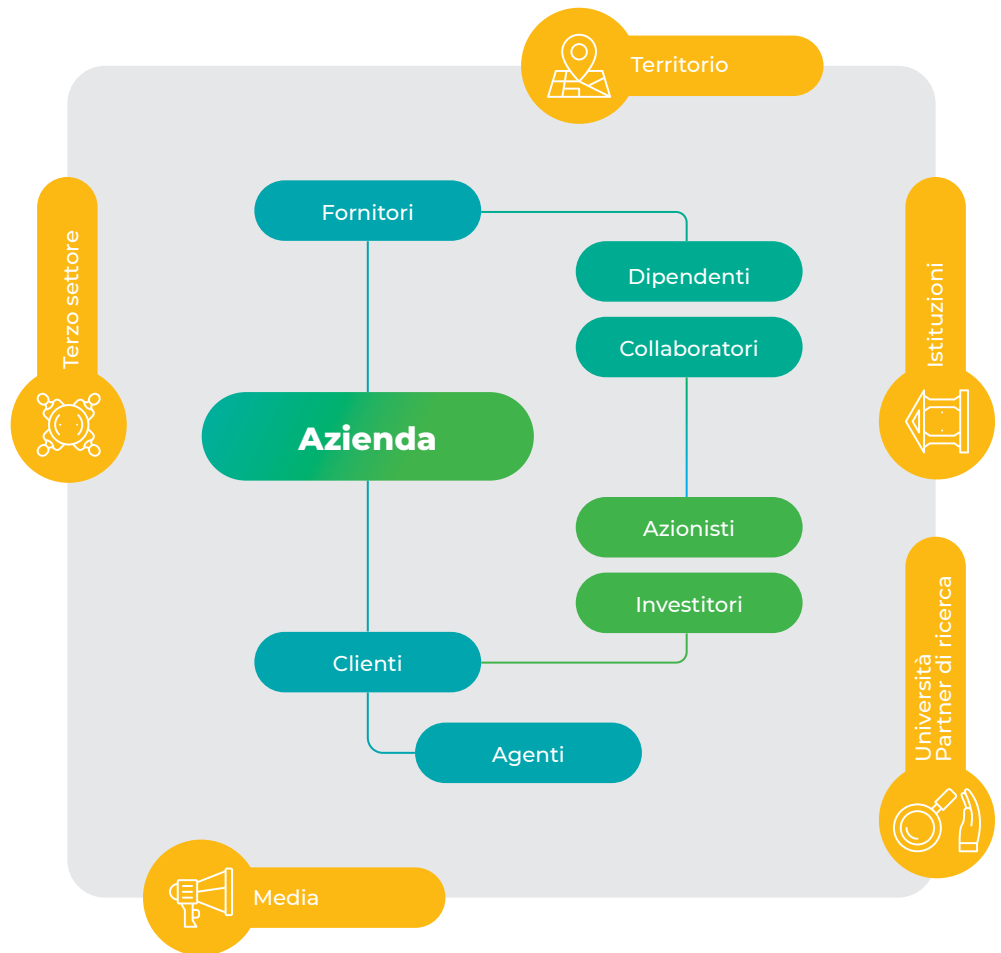 Territorio
Fornitori
Dipendenti
Collaboratori
Terzo settore
Istituzioni
Azienda
Azionisti
Investitori
Clienti
Università
Partner di ricerca
Agenti
Media